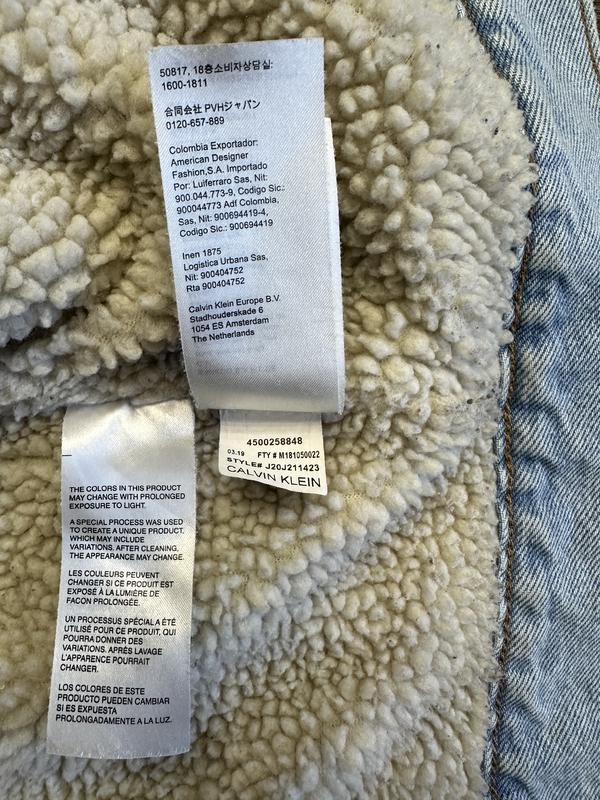 50817, 18층소비자상담실:
1600-1811
合同会社 PVHジャパン
0120-657-889
Colombia Exportador:
American Designer
Fashion,S.A. Importado
Por: Luiferraro Sas, Nit:
900.044.773-9, Codigo Sic.:
900044773 Adf Colombia,
Sas, Nit: 900694419-4,
Codigo Sic.: 900694419
Inen 1875
Logistica Urbana Sas,
Nit: 900404752
Rta 900404752
Calvin Klein Europe B.V.
Stadhouderskade 6
1054 ES Amsterdam
The Netherlands
4500258848
03.19 FTY # M181050022
STYLE# J20J211423
CALVIN KLEIN
THE COLORS IN THIS PRODUCT
MAY CHANGE WITH PROLONGED
EXPOSURE TO LIGHT.
A SPECIAL PROCESS WAS USED
TO CREATE A UNIQUE PRODUCT,
WHICH MAY INCLUDE
VARIATIONS. AFTER CLEANING,
THE APPEARANCE MAY CHANGE.
LES COULEURS PEUVENT
CHANGER SI CE PRODUIT EST
EXPOSÉ À LA LUMIÈRE DE
FACON PROLONGÉE.
UN PROCESSUS SPÉCIAL A ÉTÉ
UTILISÉ POUR CE PRODUIT, QUI
POURRA DONNER DES
VARIATIONS. APRÈS LAVAGE
L'APPARENCE POURRAIT
CHANGER.
LOS COLORES DE ESTE
PRODUCTO PUEDEN CAMBIAR
SI ES EXPUESTA
PROLONGADAMENTE A LA LUZ.